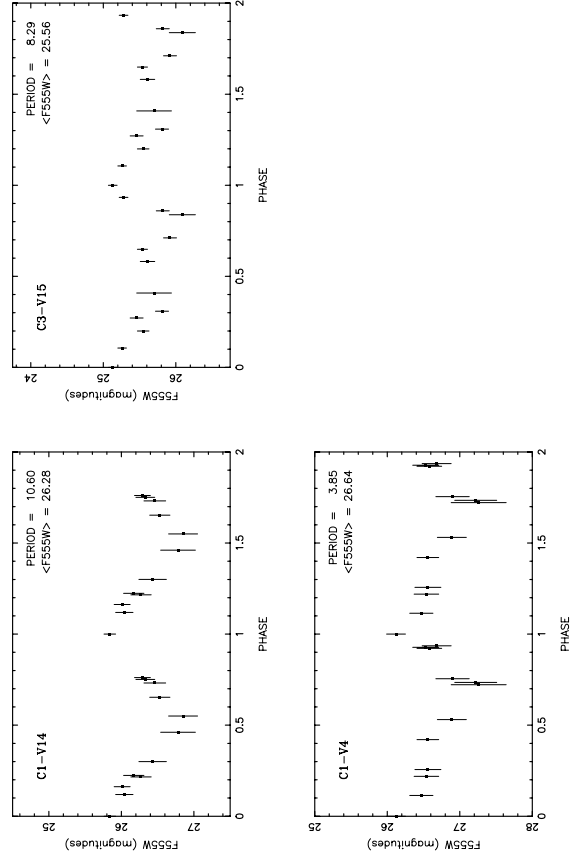 C1-V14
PERIOD = 10.60
<F555W> = 26.28
F555W (magnitudes)
25
26
27
0 0.5 1 1.5 2
PHASE
C3-V15
PERIOD = 8.29
<F555W> = 25.56
F555W (magnitudes)
24
25
26
0 0.5 1 1.5 2
PHASE
C1-V4
PERIOD = 3.85
<F555W> = 26.64
F555W (magnitudes)
25
26
27
28
0 0.5 1 1.5 2
PHASE